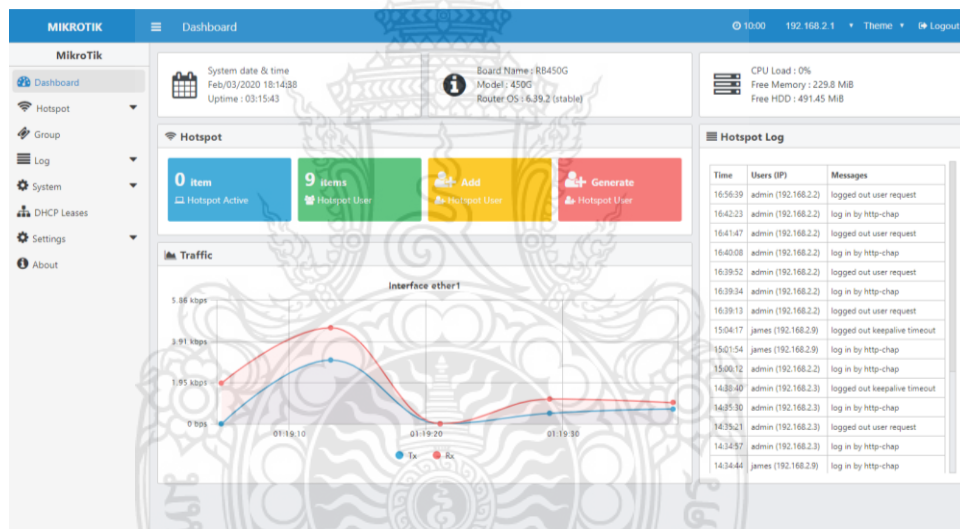 MIKROTIK
Dashboard
10:00 192.168.2.1 Theme Logout
MikroTik
Dashboard
Hotspot
Group
Log
System
DHCP Leases
Settings
About
System date & time
Feb/03/2020 18:14:38
Uptime : 03:15:43
Board Name : RB450G
Model : 450G
Router OS : 6.39.2 (stable)
CPU Load : 0%
Free Memory : 229.8 MiB
Free HDD : 491.45 MiB
Hotspot
0 item
Hotspot Active
9 items
Hotspot User
Add
Hotspot User
Generate
Hotspot User
Traffic
Interface ether1
5.86 kbps
3.91 kbps
1.95 kbps
0 bps
01:19:10 01:19:20 01:19:30
Tx Rx
Hotspot Log
Time Users (IP) Messages
16:56:39 admin (192.168.2.2) logged out user request
16:42:23 admin (192.168.2.2) log in by http-chap
16:41:47 admin (192.168.2.2) logged out user request
16:40:08 admin (192.168.2.2) log in by http-chap
16:39:52 admin (192.168.2.2) logged out user request
16:39:34 admin (192.168.2.2) log in by http-chap
16:39:13 admin (192.168.2.2) logged out user request
15:04:17 james (192.168.2.9) logged out keepalive timeout
15:01:54 james (192.168.2.9) log in by http-chap
15:00:12 admin (192.168.2.2) log in by http-chap
14:38:40 admin (192.168.2.3) logged out keepalive timeout
14:35:30 admin (192.168.2.3) log in by http-chap
14:35:21 admin (192.168.2.3) logged out user request
14:34:57 admin (192.168.2.3) log in by http-chap
14:34:44 james (192.168.2.9) log in by http-chap